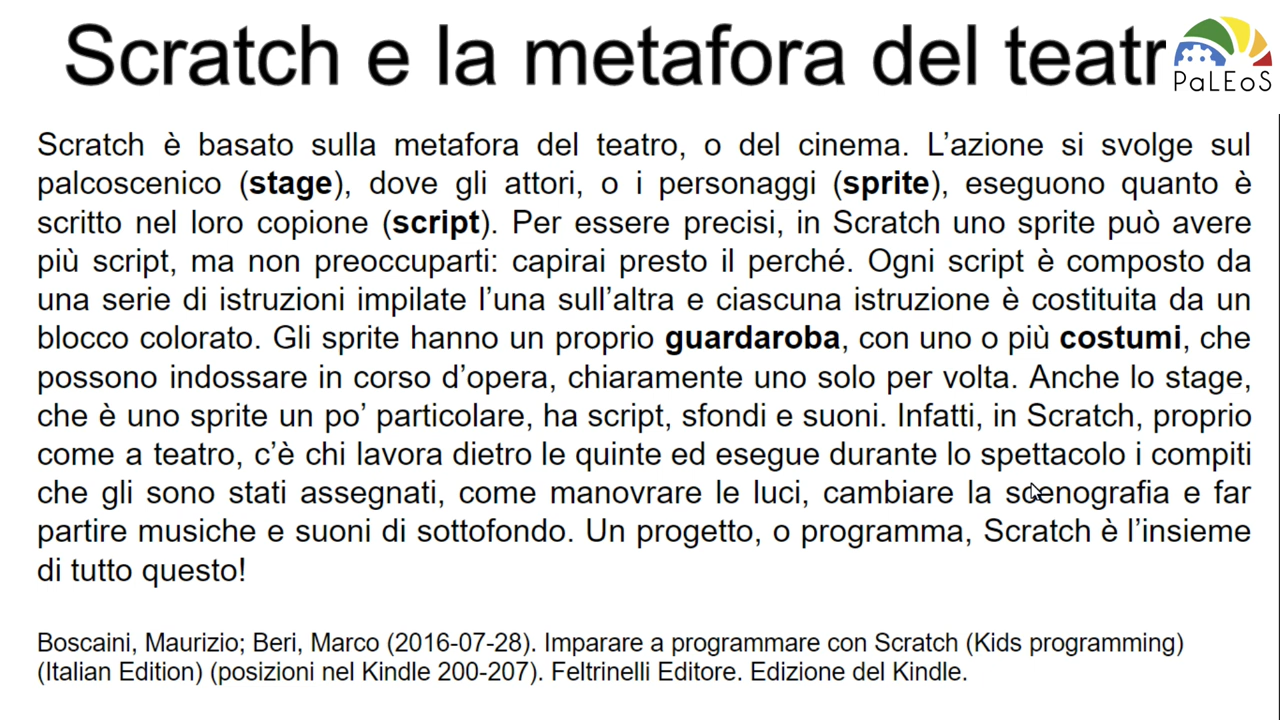 Scratch e la metafora del teatr
PaLEoS
Scratch è basato sulla metafora del teatro, o del cinema. L’azione si svolge sul
palcoscenico (stage), dove gli attori, o i personaggi (sprite), eseguono quanto è
scritto nel loro copione (script). Per essere precisi, in Scratch uno sprite può avere
più script, ma non preoccuparti: capirai presto il perché. Ogni script è composto da
una serie di istruzioni impilate l’una sull’altra e ciascuna istruzione è costituita da un
blocco colorato. Gli sprite hanno un proprio guardaroba, con uno o più costumi, che
possono indossare in corso d’opera, chiaramente uno solo per volta. Anche lo stage,
che è uno sprite un po’ particolare, ha script, sfondi e suoni. Infatti, in Scratch, proprio
come a teatro, c’è chi lavora dietro le quinte ed esegue durante lo spettacolo i compiti
che gli sono stati assegnati, come manovrare le luci, cambiare la scenografia e far
partire musiche e suoni di sottofondo. Un progetto, o programma, Scratch è l’insieme
di tutto questo!
Boscaini, Maurizio; Beri, Marco (2016-07-28). Imparare a programmare con Scratch (Kids programming)
(Italian Edition) (posizioni nel Kindle 200-207). Feltrinelli Editore. Edizione del Kindle.